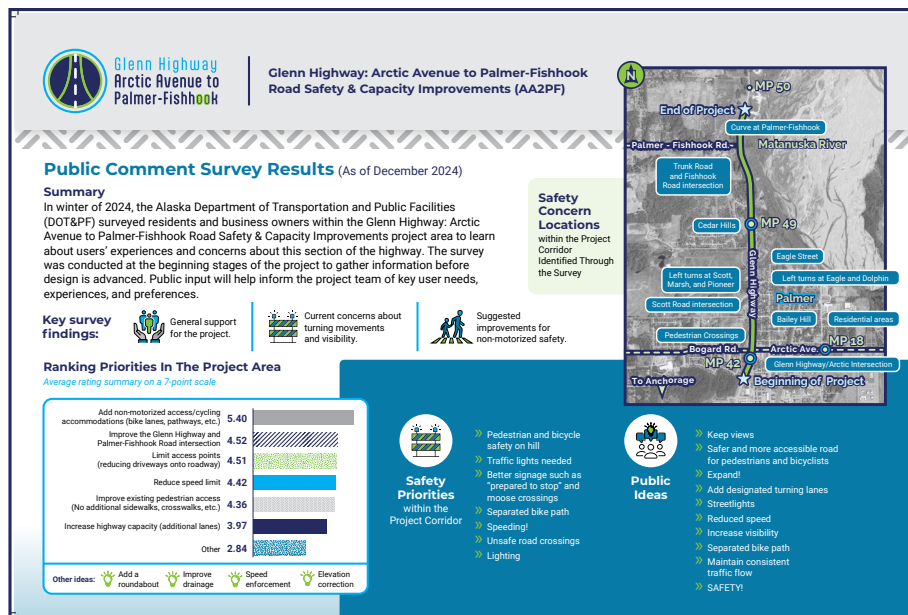 Glenn Highway
Arctic Avenue to
Palmer-Fishhook
Glenn Highway: Arctic Avenue to Palmer-Fishhook
Road Safety & Capacity Improvements (AA2PF)
Public Comment Survey Results (As of December 2024)
Summary
In winter of 2024, the Alaska Department of Transportation and Public Facilities
(DOT&PF) surveyed residents and business owners within the Glenn Highway: Arctic
Avenue to Palmer-Fishhook Road Safety & Capacity Improvements project area to learn
about users' experiences and concerns about this section of the highway. The survey
was conducted at the beginning stages of the project to gather information before
design is advanced. Public input will help inform the project team of key user needs,
experiences, and preferences.
Safety
Concern
Locations
within the Project
Corridor
Identified Through
the Survey
N
MP 50
End of Project
Curve at Palmer-Fishhook
Palmer - Fishhook Rd.
Matanuska River
Trunk Road
and Fishhook
Road intersection
Cedar Hills
MP 49
Glenn Highway
Eagle Street
Left turns at Scott,
Marsh, and Pioneer
Left turns at Eagle and Dolphin
Palmer
Scott Road intersection
Bailey Hill
Residential areas
Pedestrian Crossings
MP 18
Bogard Rd.
Arctic Ave.
MP 42
Glenn Highway/Arctic Intersection
To Anchorage
Beginning of Project
Key survey
findings:
General support
for the project.
Current concerns about
turning movements
and visibility.
Suggested
improvements for
non-motorized safety.
Ranking Priorities In The Project Area
Average rating summary on a 7-point scale
Add non-motorized access/cycling
accommodations (bike lanes, pathways, etc.)
5.40
Improve the Glenn Highway and
Palmer-Fishhook Road intersection
4.52
Limit access points
(reducing driveways onto roadway)
4.51
Reduce speed limit
4.42
Improve existing pedestrian access
(No additional sidewalks, crosswalks, etc.)
4.36
Increase highway capacity (additional lanes)
3.97
Other
2.84
Other ideas:
Add a
roundabout
Improve
drainage
Speed
enforcement
Elevation
correction
Safety
Priorities
within the
Project Corridor
» Pedestrian and bicycle
safety on hill
» Traffic lights needed
» Better signage such as
"prepared to stop" and
moose crossings
» Separated bike path
» Speeding!
» Unsafe road crossings
» Lighting
Public
Ideas
» Keep views
» Safer and more accessible road
for pedestrians and bicyclists
» Expand!
» Add designated turning lanes
» Streetlights
» Reduced speed
» Increase visibility
» Separated bike path
» Maintain consistent
traffic flow
» SAFETY!